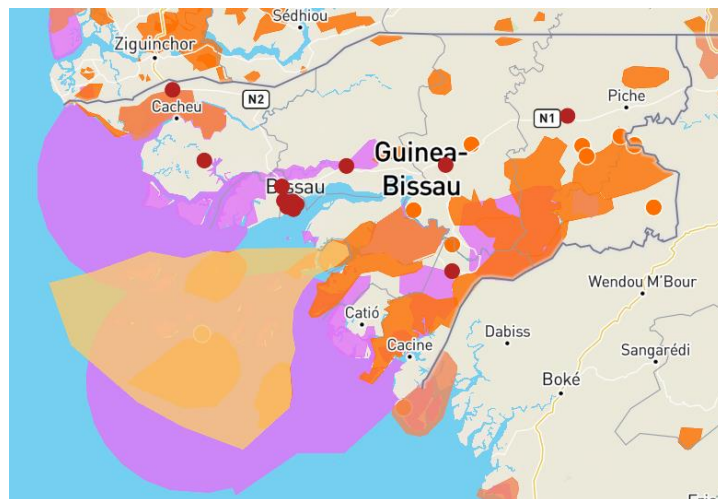 Sédhiou
Ziguinchor
N2
Piche
Cacheu
N1
Guinea-
Bissau
Bissau
Wendou M'Bour
Catió
Dabiss
Cacine
Sangarédi
Boké